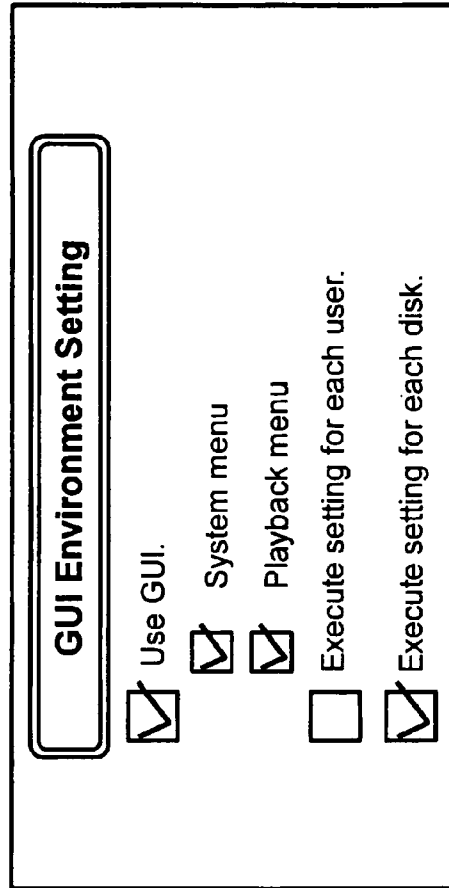 GUI Environment Setting
Use GUI.
System menu
Playback menu
Execute setting for each user.
Execute setting for each disk.